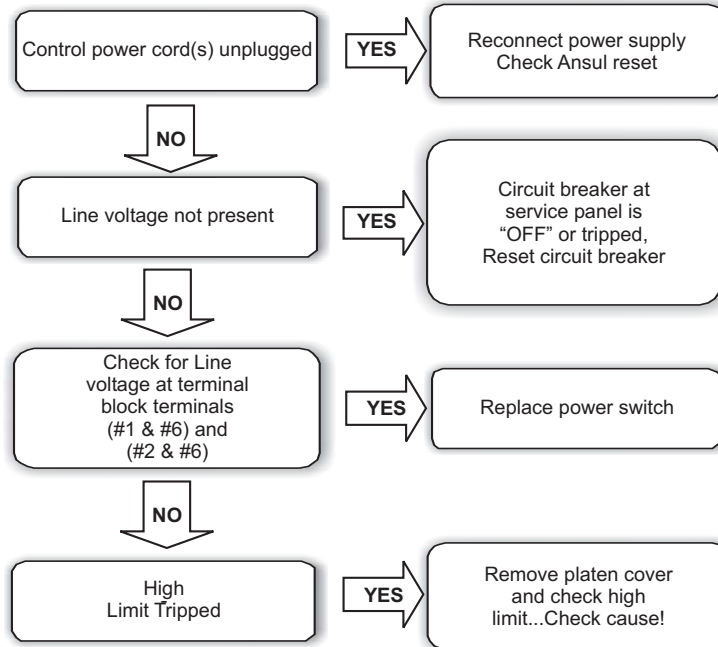 Control power cord(s) unplugged
YES
Reconnect power supply
Check Ansul reset
NO
Line voltage not present
YES
Circuit breaker at
service panel is
“OFF” or tripped,
Reset circuit breaker
NO
Check for Line
voltage at terminal
block terminals
(#1 & #6) and
(#2 & #6)
YES
Replace power switch
NO
High
Limit Tripped
YES
Remove platen cover
and check high
limit...Check cause!